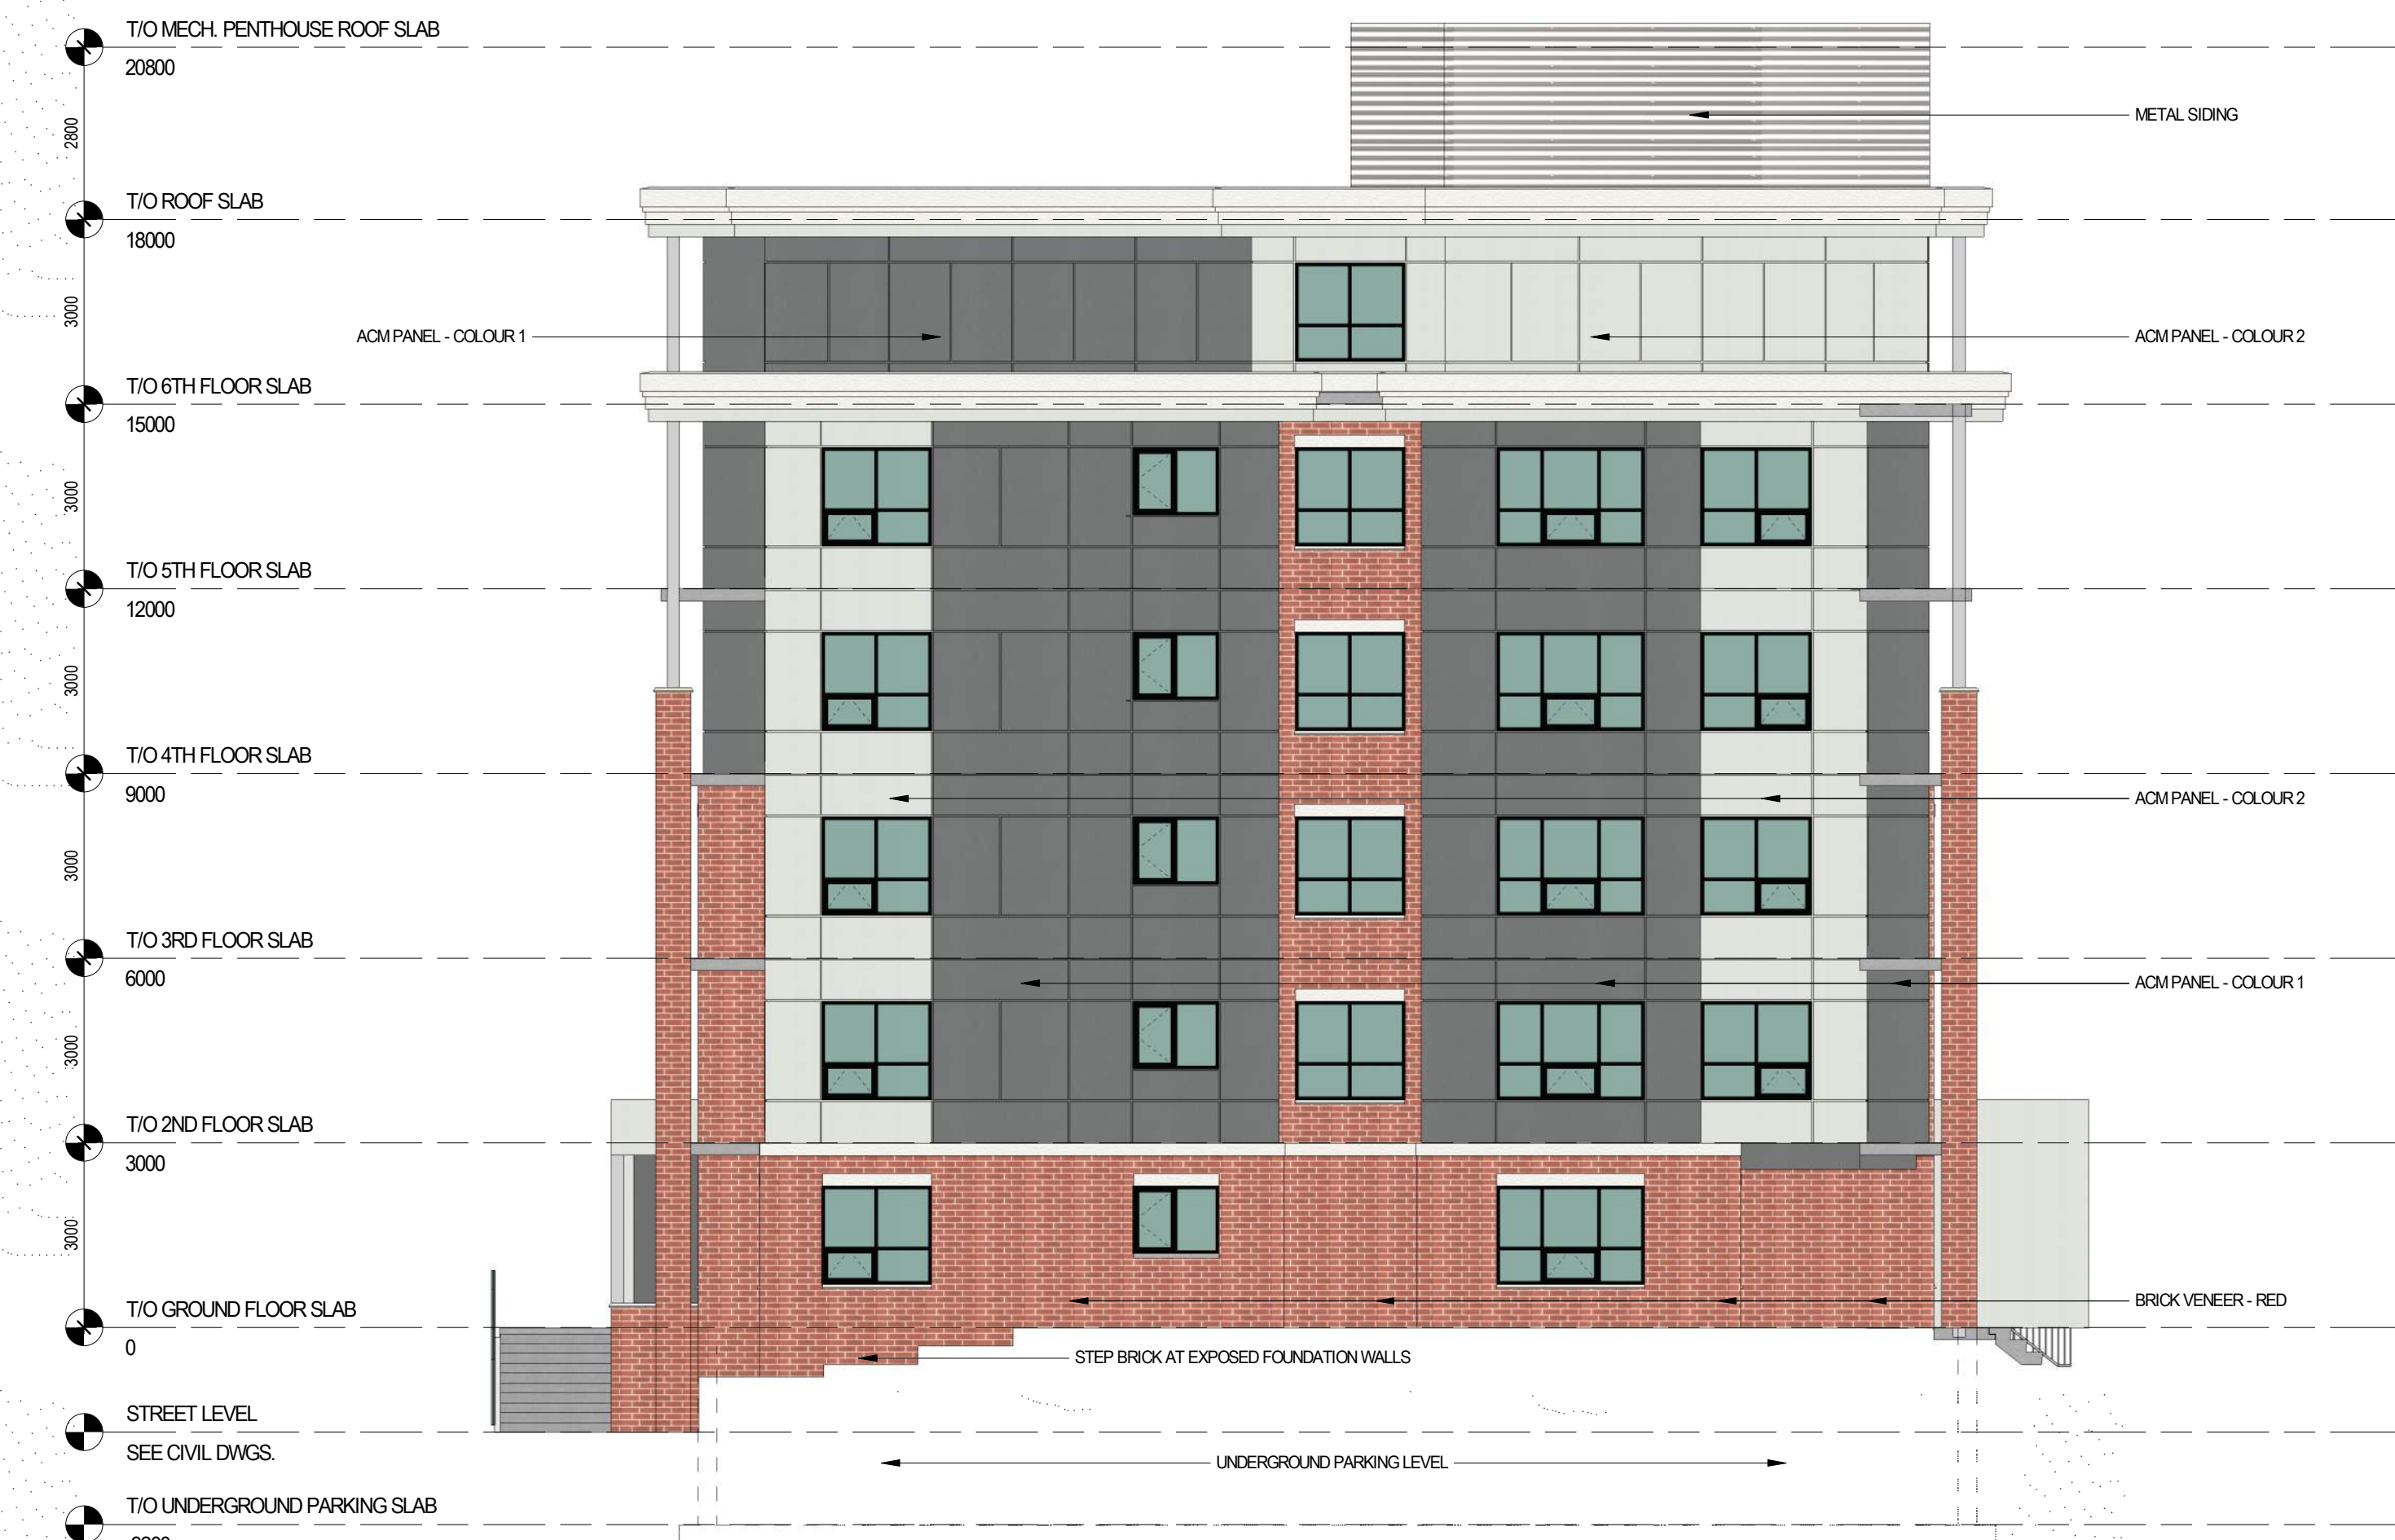 T/O MECH. PENTHOUSE ROOF SLAB
20800
2800
METAL SIDING
T/O ROOF SLAB
18000
3000
ACM PANEL - COLOUR 1
ACM PANEL - COLOUR 2
T/O 6TH FLOOR SLAB
15000
3000
T/O 5TH FLOOR SLAB
12000
3000
T/O 4TH FLOOR SLAB
9000
ACM PANEL - COLOUR 2
3000
T/O 3RD FLOOR SLAB
6000
ACM PANEL - COLOUR 1
3000
T/O 2ND FLOOR SLAB
3000
3000
BRICK VENEER - RED
T/O GROUND FLOOR SLAB
0
STEP BRICK AT EXPOSED FOUNDATION WALLS
STREET LEVEL
SEE CIVIL DWGS.
UNDERGROUND PARKING LEVEL
T/O UNDERGROUND PARKING SLAB